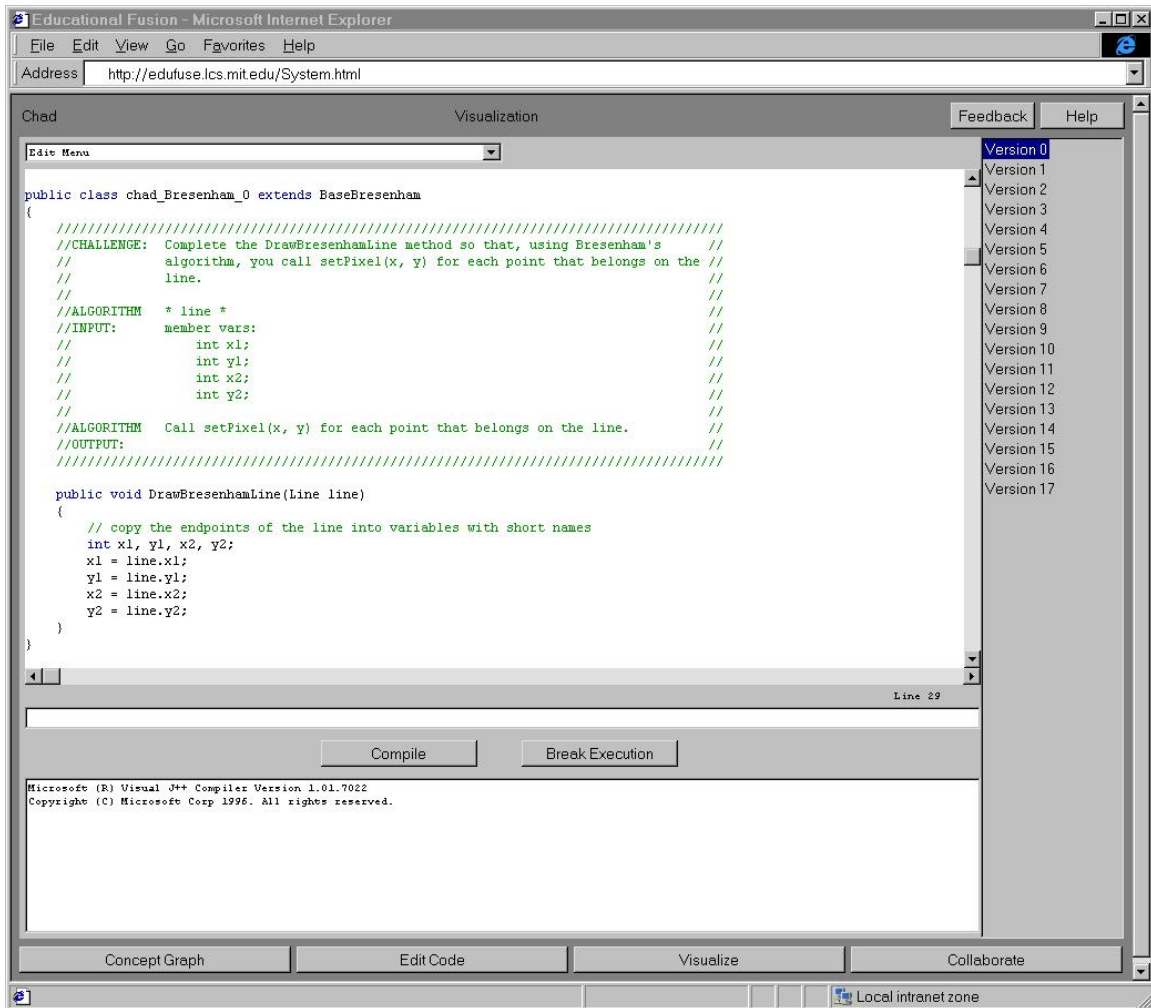 Educational Fusion - Microsoft Internet Explorer
File Edit View Go Favorites Help
Address http://edufuse.lcs.mit.edu/System.html
Chad Visualization Feedback Help
Edit Menu
public class chad_Bresenham_0 extends BaseBresenham
{
//////////////////////////////////////////////////////////////////////////////////////
//CHALLENGE: Complete the DrawBresenhamLine method so that, using Bresenham's //
// algorithm, you call setPixel(x, y) for each point that belongs on the //
// line. //
// //
//ALGORITHM * line * //
//INPUT: member vars: //
// int x1; //
// int y1; //
// int x2; //
// int y2; //
// //
//ALGORITHM Call setPixel(x, y) for each point that belongs on the line. //
//OUTPUT: //
//////////////////////////////////////////////////////////////////////////////////////
public void DrawBresenhamLine(Line line)
{
// copy the endpoints of the line into variables with short names
int x1, y1, x2, y2;
x1 = line.x1;
y1 = line.y1;
x2 = line.x2;
y2 = line.y2;
}
}
Line 29
Version 0
Version 1
Version 2
Version 3
Version 4
Version 5
Version 6
Version 7
Version 8
Version 9
Version 10
Version 11
Version 12
Version 13
Version 14
Version 15
Version 16
Version 17
Compile Break Execution
Microsoft (R) Visual J++ Compiler Version 1.01.7022
Copyright (C) Microsoft Corp 1996. All rights reserved.
Concept Graph Edit Code Visualize Collaborate
Local intranet zone